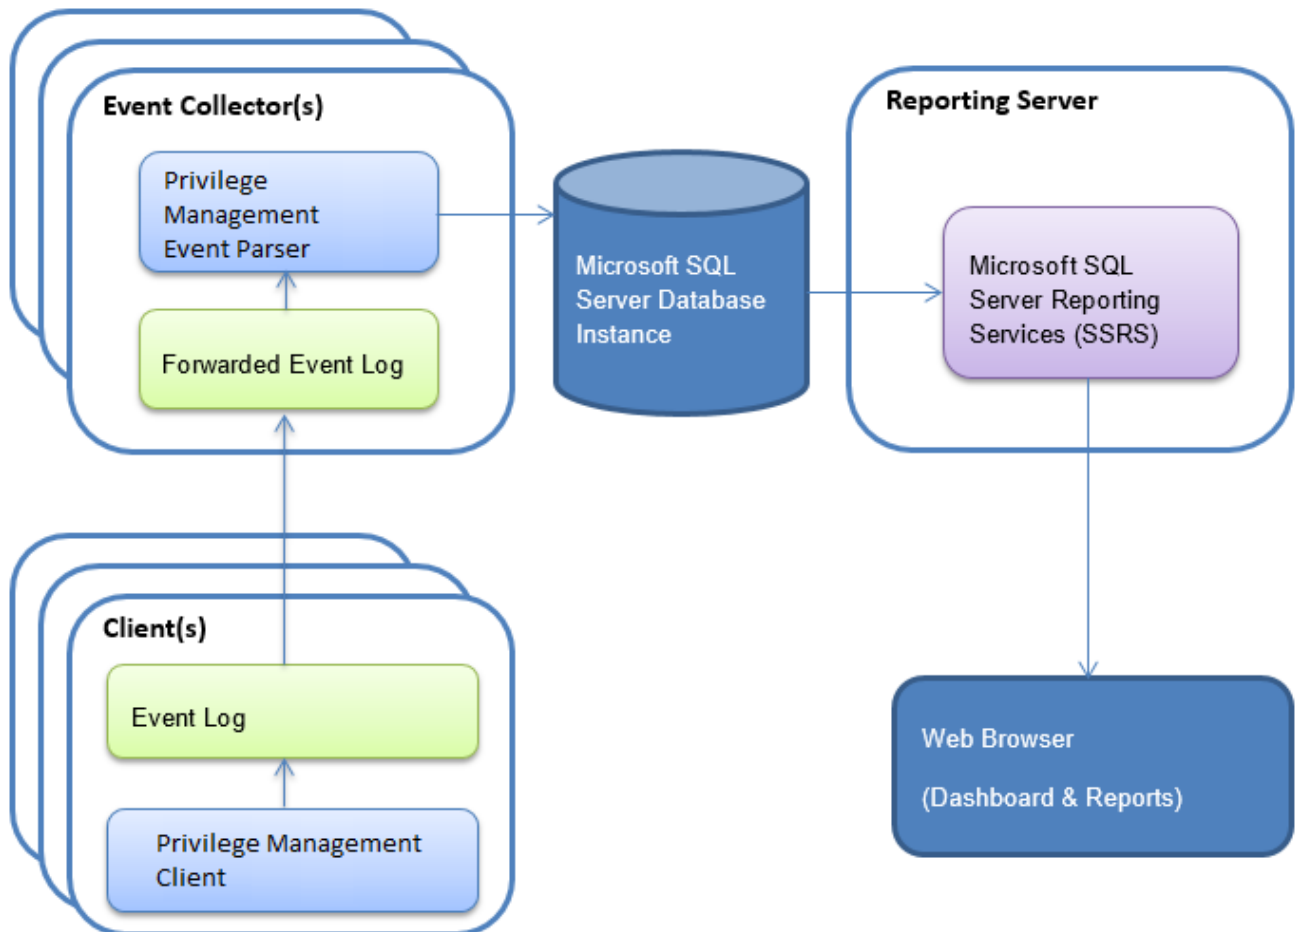 Event Collector(s)
Privilege
Management
Event Parser
Forwarded Event Log
Microsoft SQL
Server Database
Instance
Reporting Server
Microsoft SQL
Server Reporting
Services (SSRS)
Client(s)
Event Log
Privilege Management
Client
Web Browser
(Dashboard & Reports)